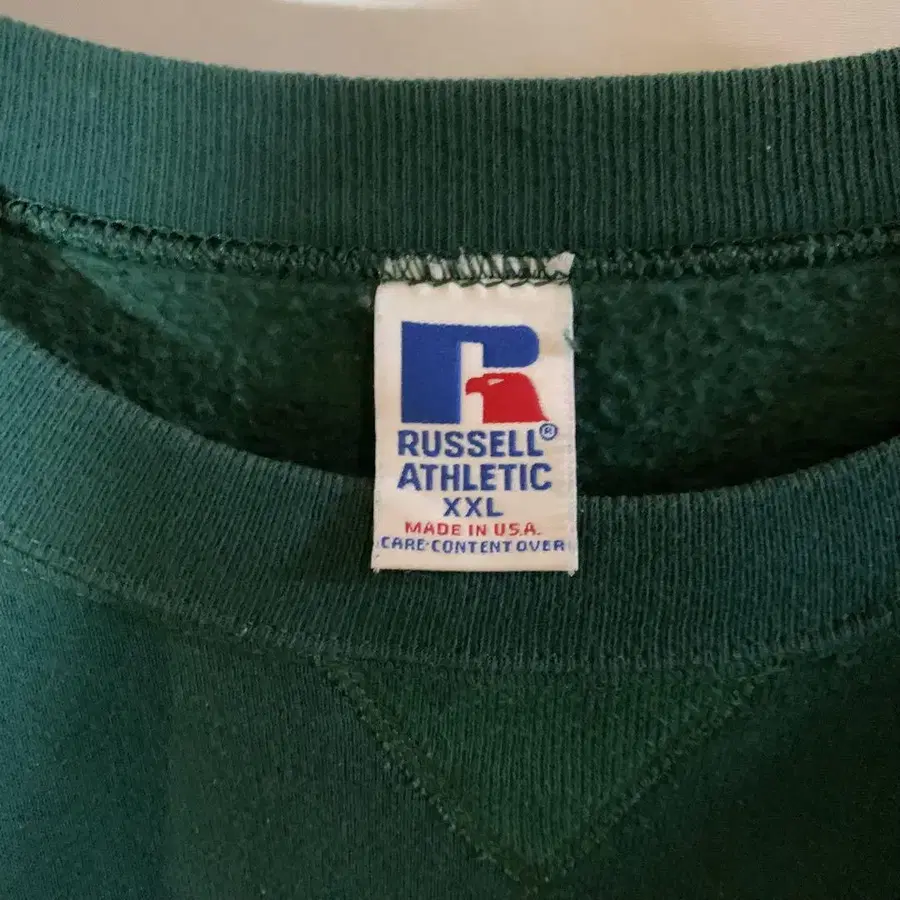 R
RUSSELL®
ATHLETIC
XXL
MADE IN U.S.A.
CARE·CONTENT OVER